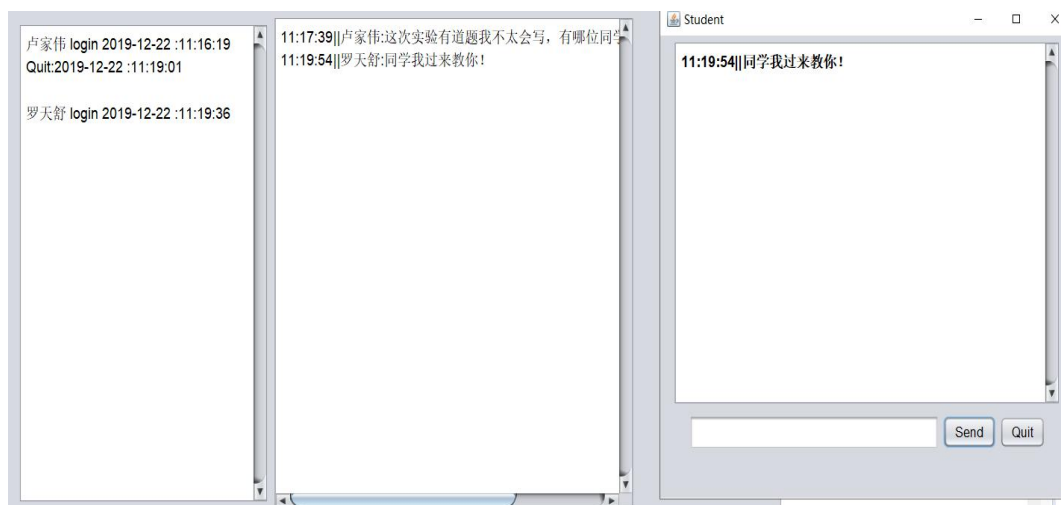 卢家伟 login 2019-12-22 :11:16:19
Quit:2019-12-22 :11:19:01
罗天舒 login 2019-12-22 :11:19:36
11:17:39||卢家伟:这次实验有道题我不太会写，有哪位同学
11:19:54||罗天舒:同学我过来教你！
Student
11:19:54||同学我过来教你！
Send
Quit